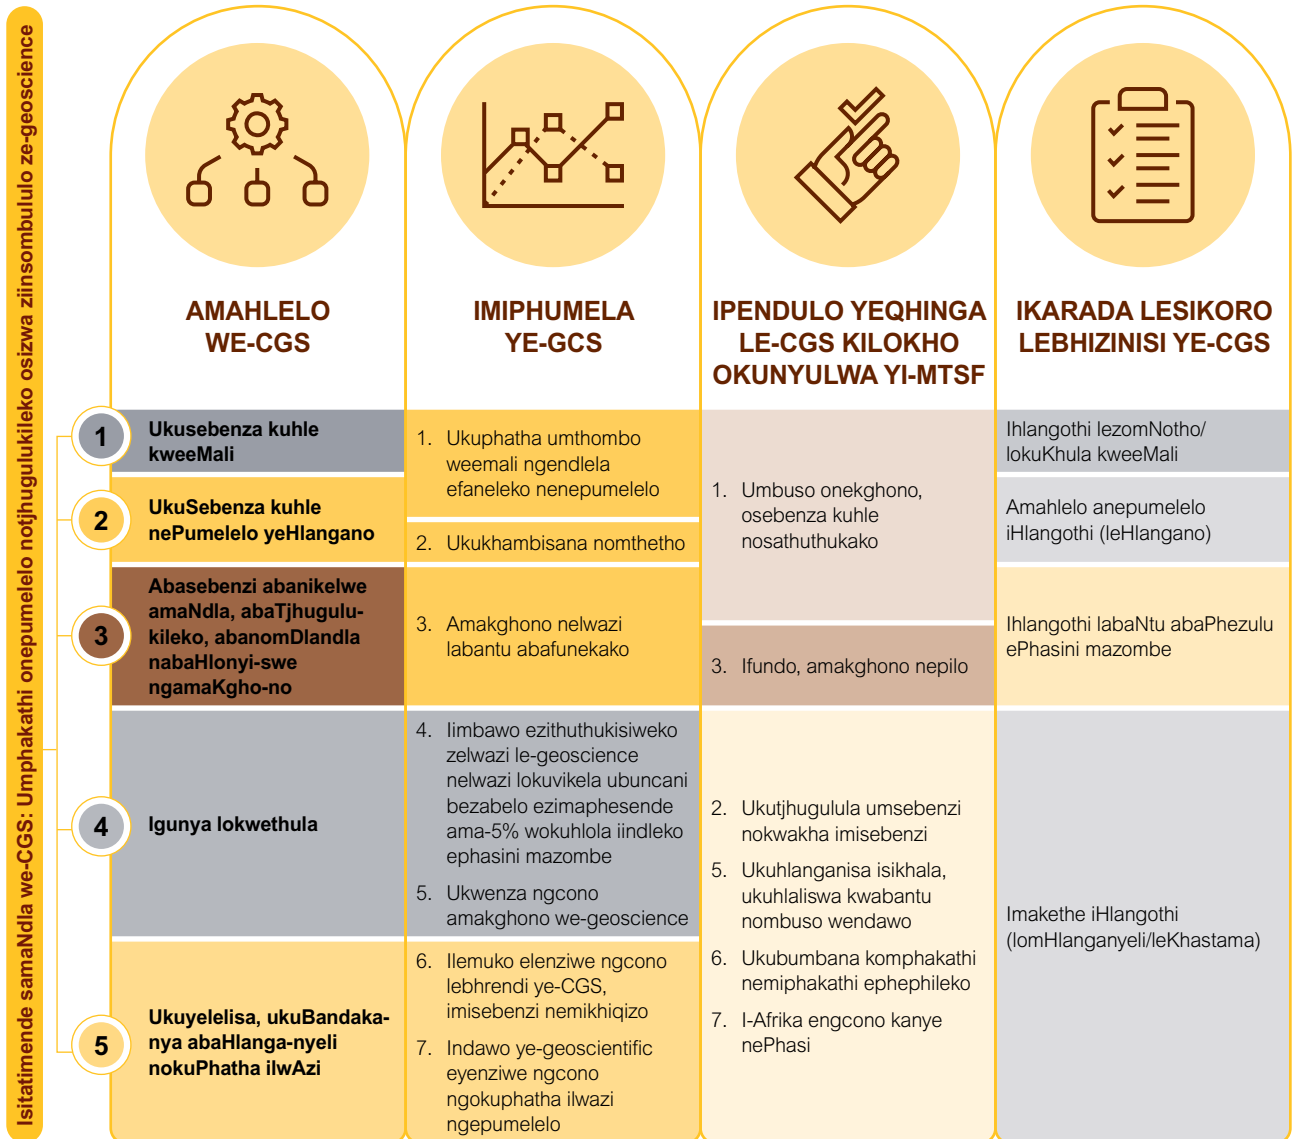 Isitatimende samaNdla we-CGS: Umphakathi onepumelelo notjhugulukileko osizwa ziinsombululo ze-geoscience
AMAHLELO
WE-CGS
1
Ukusebenza kuhle
kweeMali
2
UkuSebenza kuhle
nePumelelo yeHlangano
3
Abasebenzi abanikelwe
amaNdla, abaTjhugulu-
kileko, abanomDlandla
nabaHlonyi-swe
ngamaKgho-no
4
Igunya lokwethula
5
Ukuyelelisa, ukuBandaka-
nya abaHlanga-nyeli
nokuPhatha ilwAzi
IMIPHUMELA
YE-GCS
1. Ukuphatha umthombo
weemali ngendlela
efaneleko nenepumelelo
2. Ukukhambisana nomthetho
3. Amakghono nelwazi
labantu abafunekako
4. Iimbawo ezithuthukisiweko
zelwazi le-geoscience
nelwazi lokuvikela ubuncani
bezabelo ezimaphesende
ama-5% wokuhlola iindleko
ephasini mazombe
5. Ukwenza ngcono
amakghono we-geoscience
6. Ilemuko elenziwe ngcono
lebhrendi ye-CGS,
imisebenzi nemikhiqizo
7. Indawo ye-geoscientific
eyenziwe ngcono
ngokuphatha ilwazi
ngepumelelo
IPENDULO YEQHINGA
LE-CGS KILOKHO
OKUNYULWA YI-MTSF
1. Umbuso onekghono,
osebenza kuhle
nosathuthukako
3. Ifundo, amakghono nepilo
2. Ukutjhugulula umsebenzi
nokwakha imisebenzi
5. Ukuhlanganisa isikhala,
ukuhlaliswa kwabantu
nombuso wendawo
6. Ukubumbana komphakathi
nemiphakathi ephephileko
7. I-Afrika engcono kanye
nePhasi
IKARADA LESIKORO
LEBHIZINISI YE-CGS
Ihlangothi lezomNotho/
lokuKhula kweeMali
Amahlelo anepumelelo
iHlangothi (leHlangano)
Ihlangothi labaNtu abaPhezulu
ePhasini mazombe
Imakethe iHlangothi
(lomHlanganyeli/leKhastama)